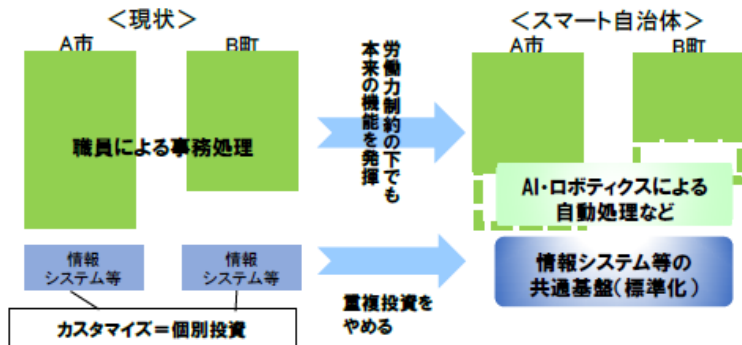 <現状>
A市
B町
職員による事務処理
情報
システム等
情報
システム等
カスタマイズ=個別投資
労働力制約の下でも
本来の機能を発揮
重複投資を
やめる
<スマート自治体>
A市
B町
AI・ロボティクスによる
自動処理など
情報システム等の
共通基盤(標準化)